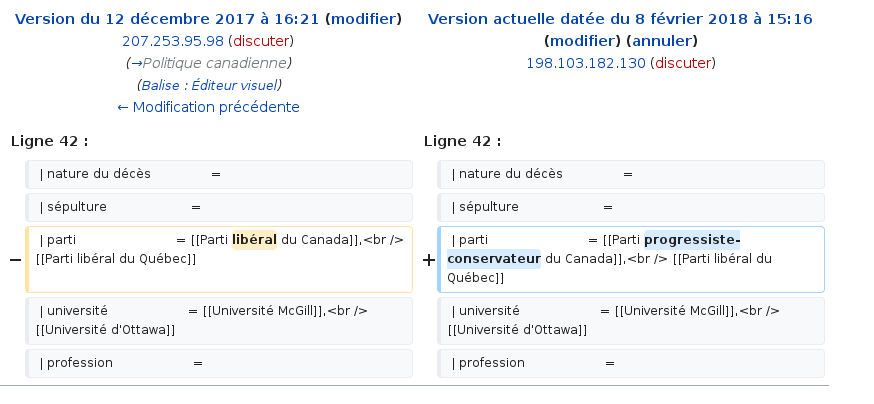 Version du 12 décembre 2017 à 16:21 (modifier)
207.253.95.98 (discuter)
(→Politique canadienne)
(Balise : Éditeur visuel)
← Modification précédente
Version actuelle datée du 8 février 2018 à 15:16
(modifier) (annuler)
198.103.182.130 (discuter)
Ligne 42 :
Ligne 42 :
| nature du décès =
| nature du décès =
| sépulture =
| sépulture =
− | parti = [[Parti libéral du Canada]],<br />
[[Parti libéral du Québec]]
+ | parti = [[Parti progressiste-
conservateur du Canada]],<br /> [[Parti libéral du
Québec]]
| université = [[Université McGill]],<br />
[[Université d'Ottawa]]
| université = [[Université McGill]],<br />
[[Université d'Ottawa]]
| profession =
| profession =